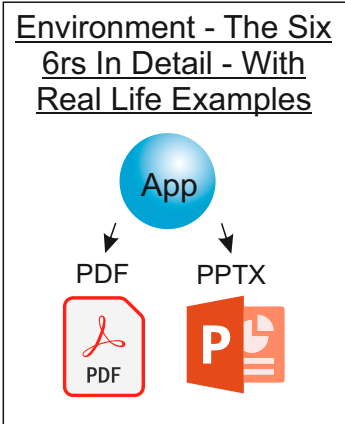 Environment - The Six
6rs In Detail - With
Real Life Examples
App
PDF PPTX
PDF P